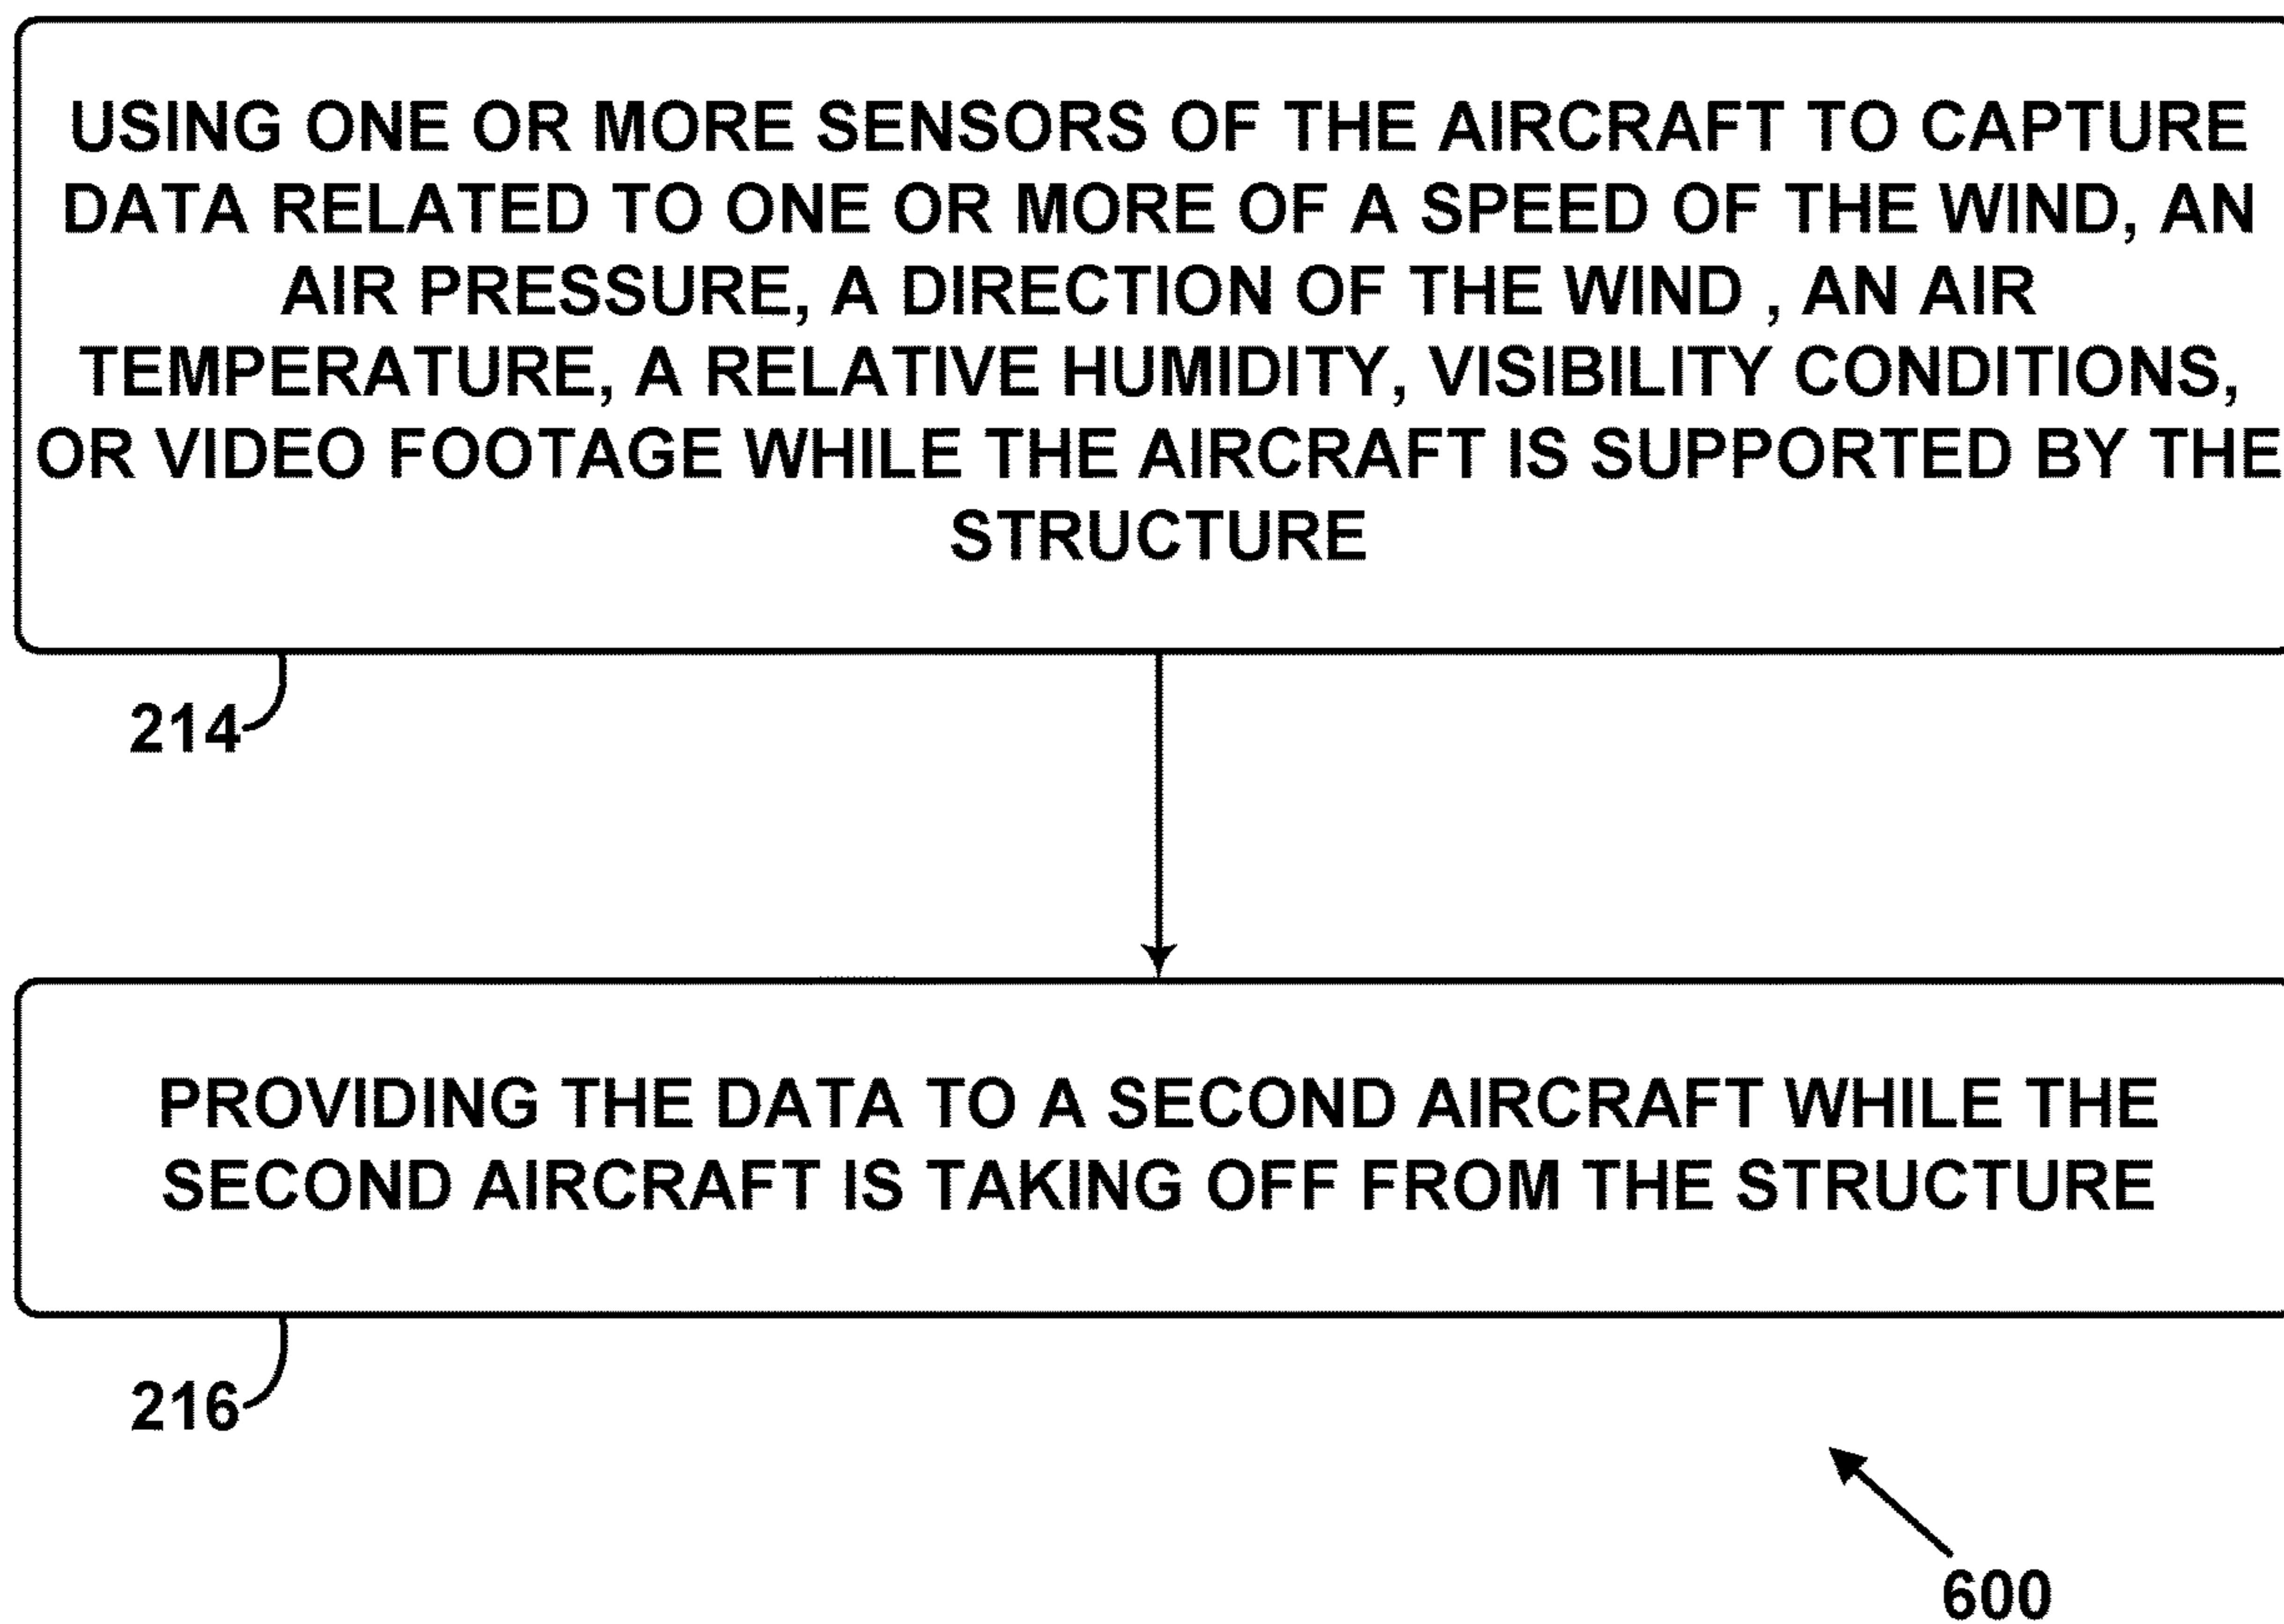 USING ONE OR MORE SENSORS OF THE AIRCRAFT TO CAPTURE
DATA RELATED TO ONE OR MORE OF A SPEED OF THE WIND, AN
AIR PRESSURE, A DIRECTION OF THE WIND , AN AIR
TEMPERATURE, A RELATIVE HUMIDITY, VISIBILITY CONDITIONS,
OR VIDEO FOOTAGE WHILE THE AIRCRAFT IS SUPPORTED BY THE
STRUCTURE
214
PROVIDING THE DATA TO A SECOND AIRCRAFT WHILE THE
SECOND AIRCRAFT IS TAKING OFF FROM THE STRUCTURE
216
600